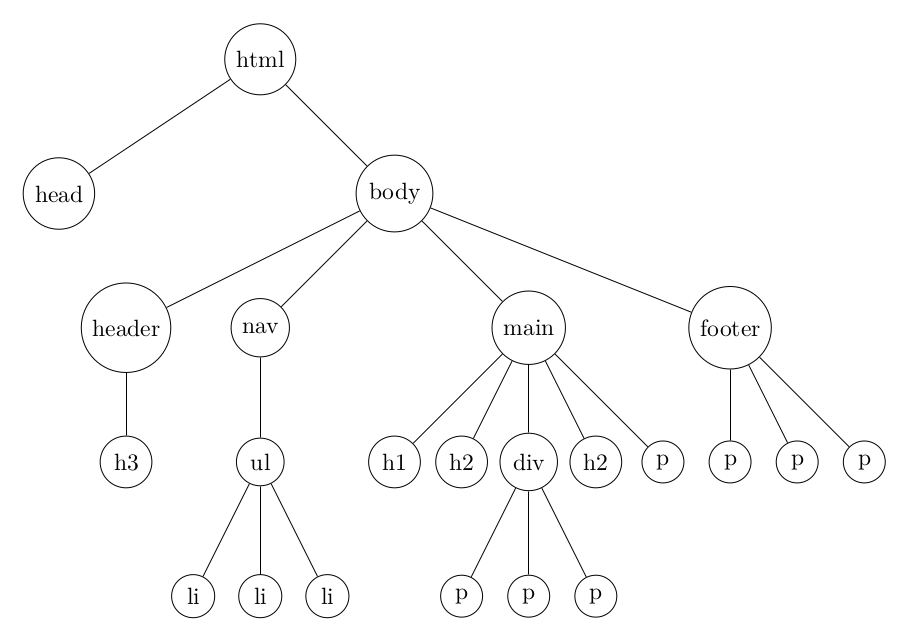 html
head body
header nav main footer
h3 ul h1 h2 div h2 p p p p
li li li p p p